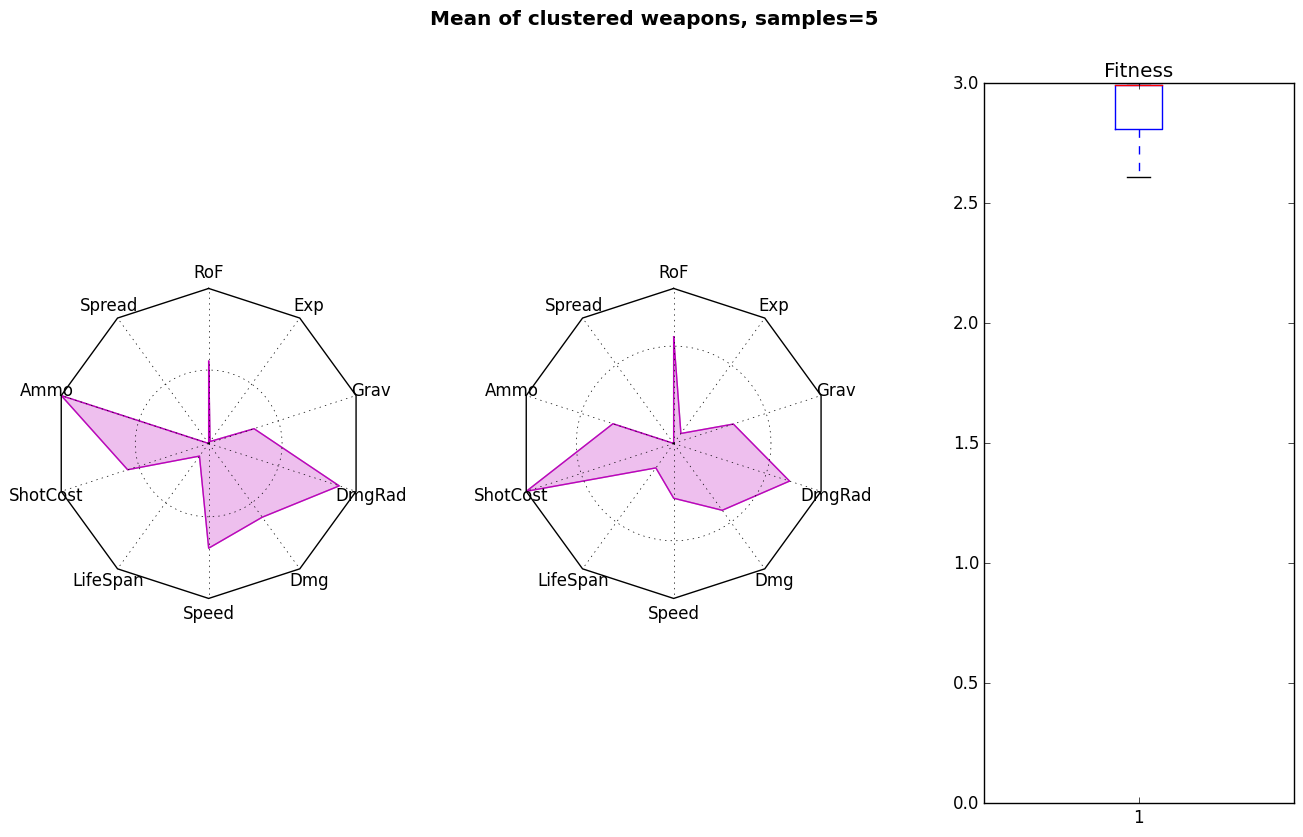 Mean of clustered weapons, samples=5
RoF
Exp
Spread
Grav
Ammo
DmgRad
ShotCost
Dmg
LifeSpan
Speed
RoF
Exp
Spread
Grav
Ammo
DmgRad
ShotCost
Dmg
LifeSpan
Speed
Fitness
3.0
2.5
2.0
1.5
1.0
0.5
0.0
1